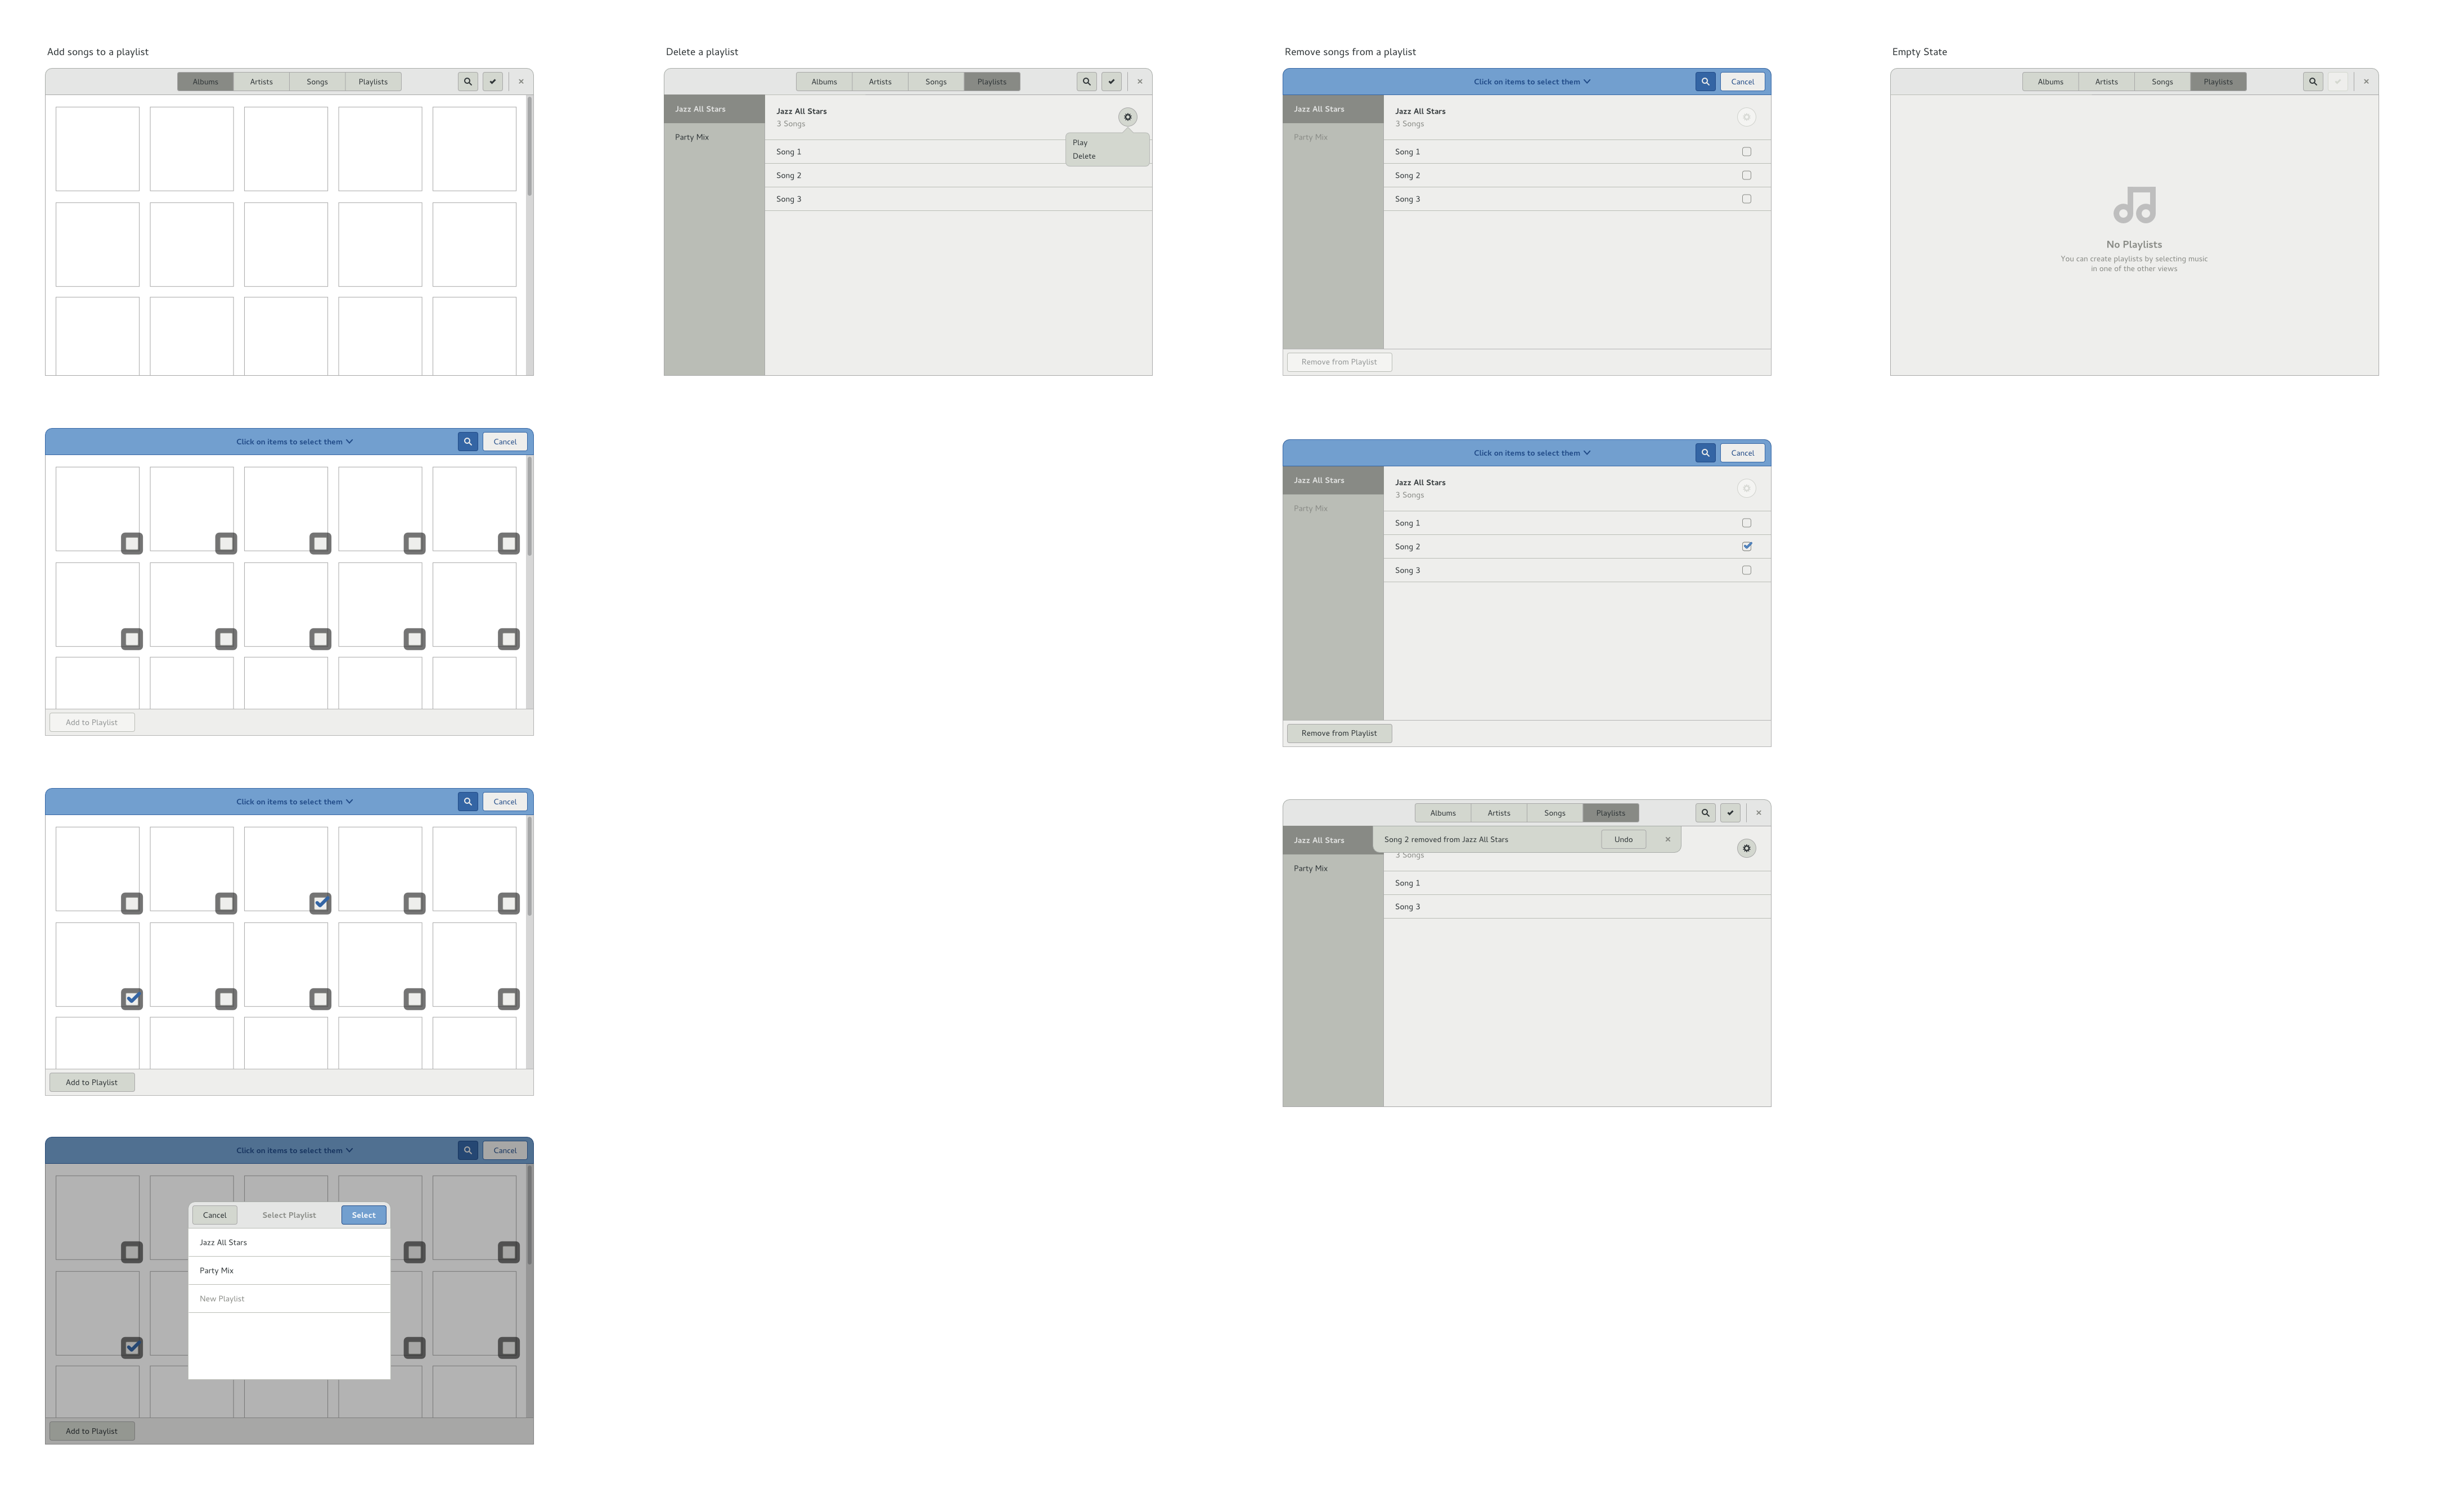 Add songs to a playlist
Albums Artists Songs Playlists
Click on items to select them Cancel
Add to Playlist
Click on items to select them Cancel
Add to Playlist
Click on items to select them Cancel
Cancel Select Playlist Select
Jazz All Stars
Party Mix
New Playlist
Add to Playlist
Delete a playlist
Albums Artists Songs Playlists
Jazz All Stars
Party Mix
Jazz All Stars
3 Songs
Play
Delete
Song 1
Song 2
Song 3
Remove songs from a playlist
Click on items to select them Cancel
Jazz All Stars
Party Mix
Jazz All Stars
3 Songs
Song 1
Song 2
Song 3
Remove from Playlist
Click on items to select them Cancel
Jazz All Stars
Party Mix
Jazz All Stars
3 Songs
Song 1
Song 2
Song 3
Remove from Playlist
Albums Artists Songs Playlists
Jazz All Stars
Party Mix
Song 2 removed from Jazz All Stars Undo
3 Songs
Song 1
Song 3
Empty State
Albums Artists Songs Playlists
No Playlists
You can create playlists by selecting music
in one of the other views